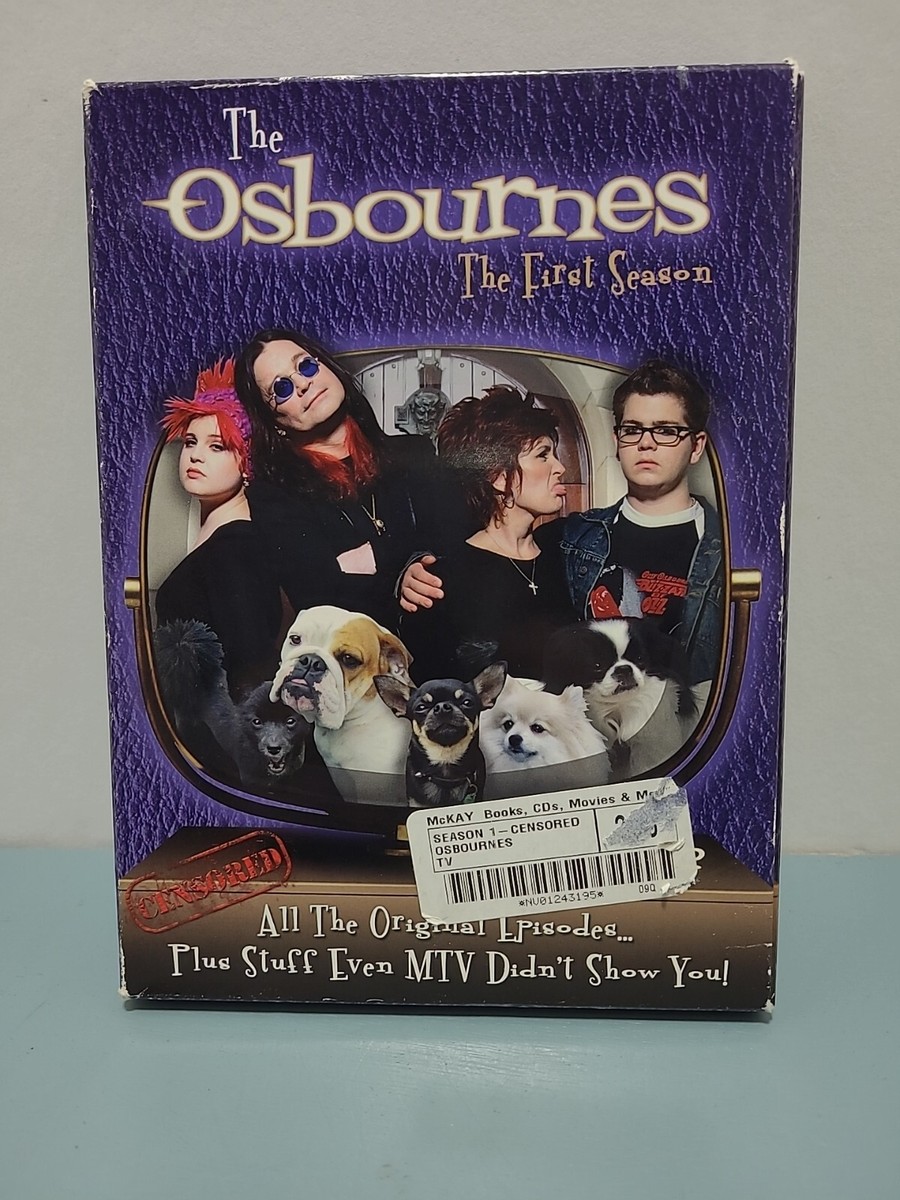 The
Osbournes
The First Season
McKAY Books, CDs, Movies &
SEASON 1—CENSORED
OSBOURNES
TV
*NV01243195*
09Q
CENSORED
All The Original Episodes...
Plus Stuff Even MTV Didn't Show You!